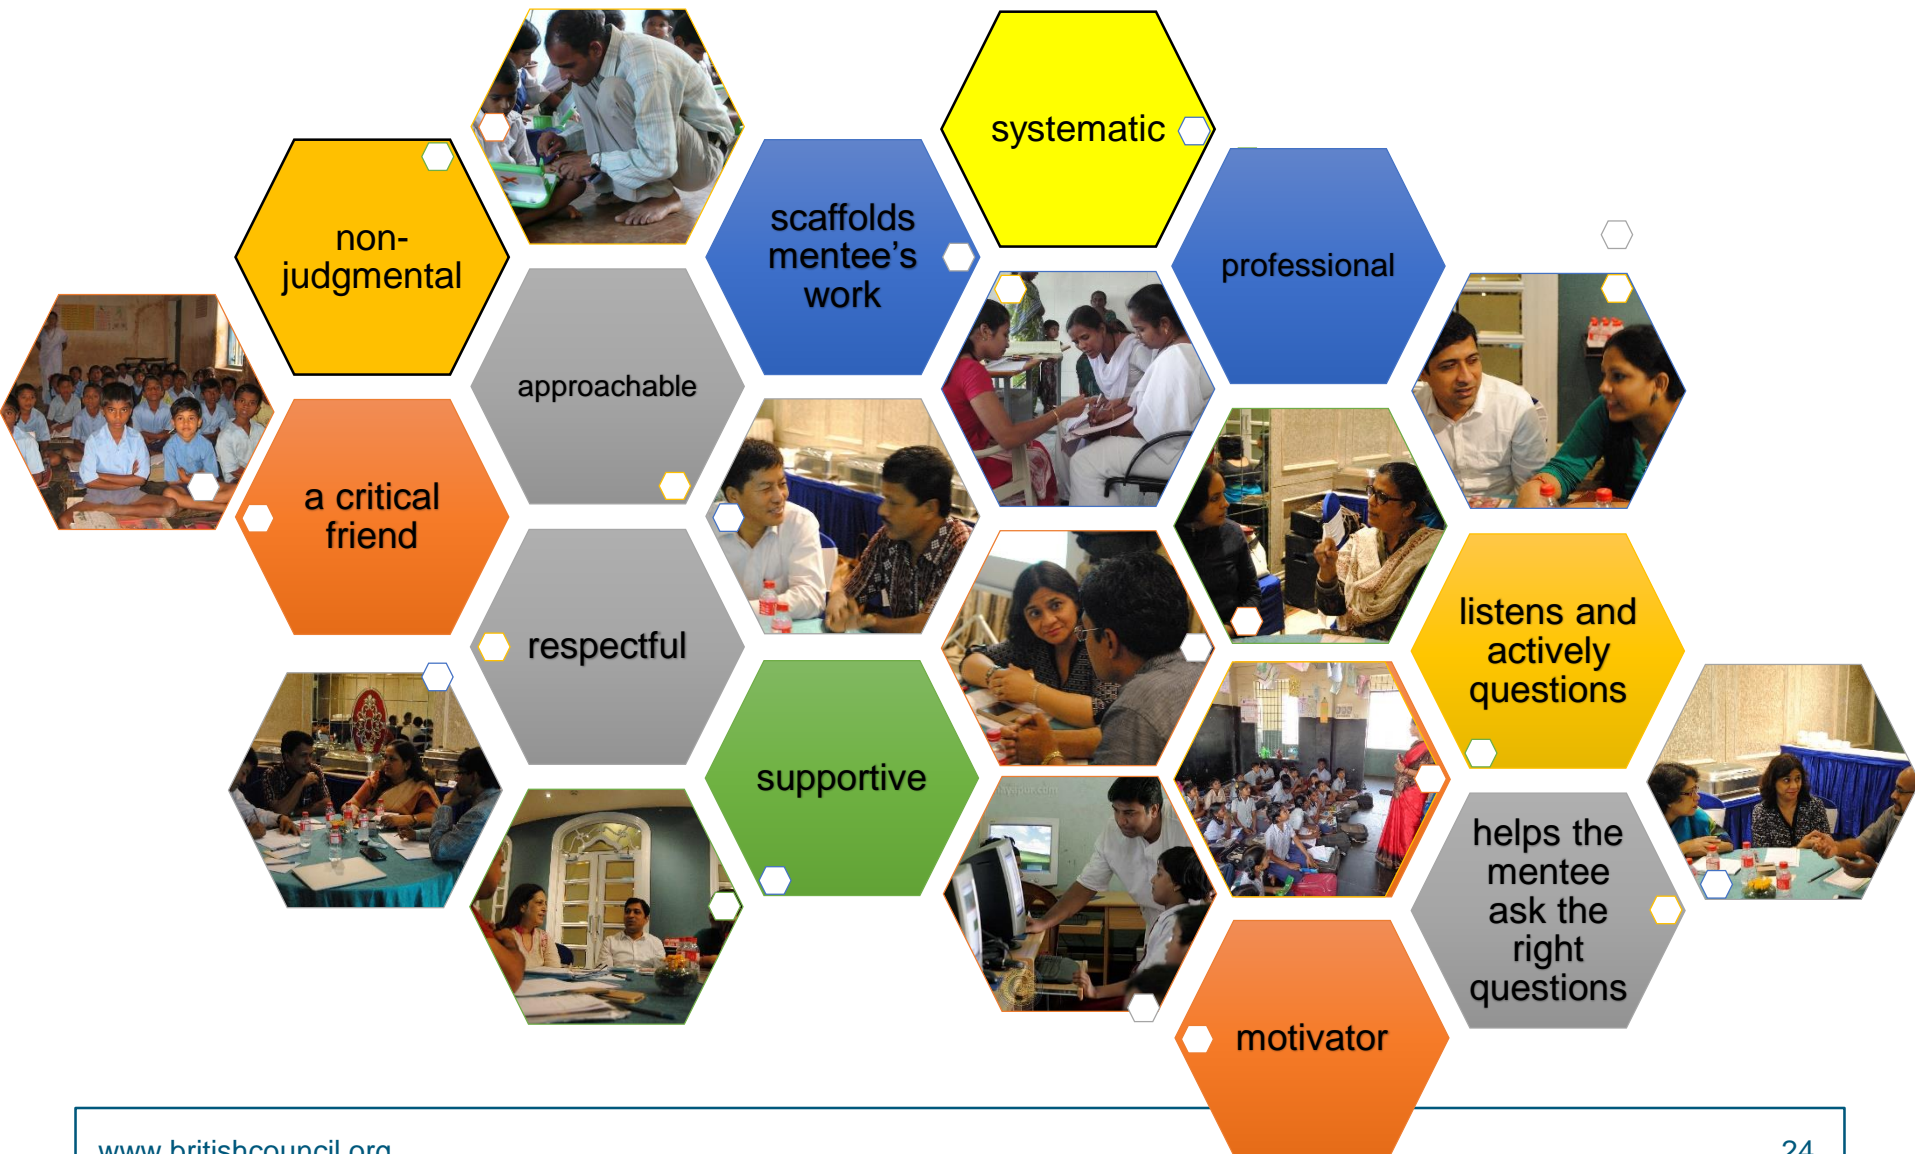 systematic
non-
judgmental
scaffolds
mentee’s
work
professional
approachable
a critical
friend
respectful
listens and
actively
questions
supportive
helps the
mentee
ask the
right
questions
motivator
www.britishcouncil.org
24